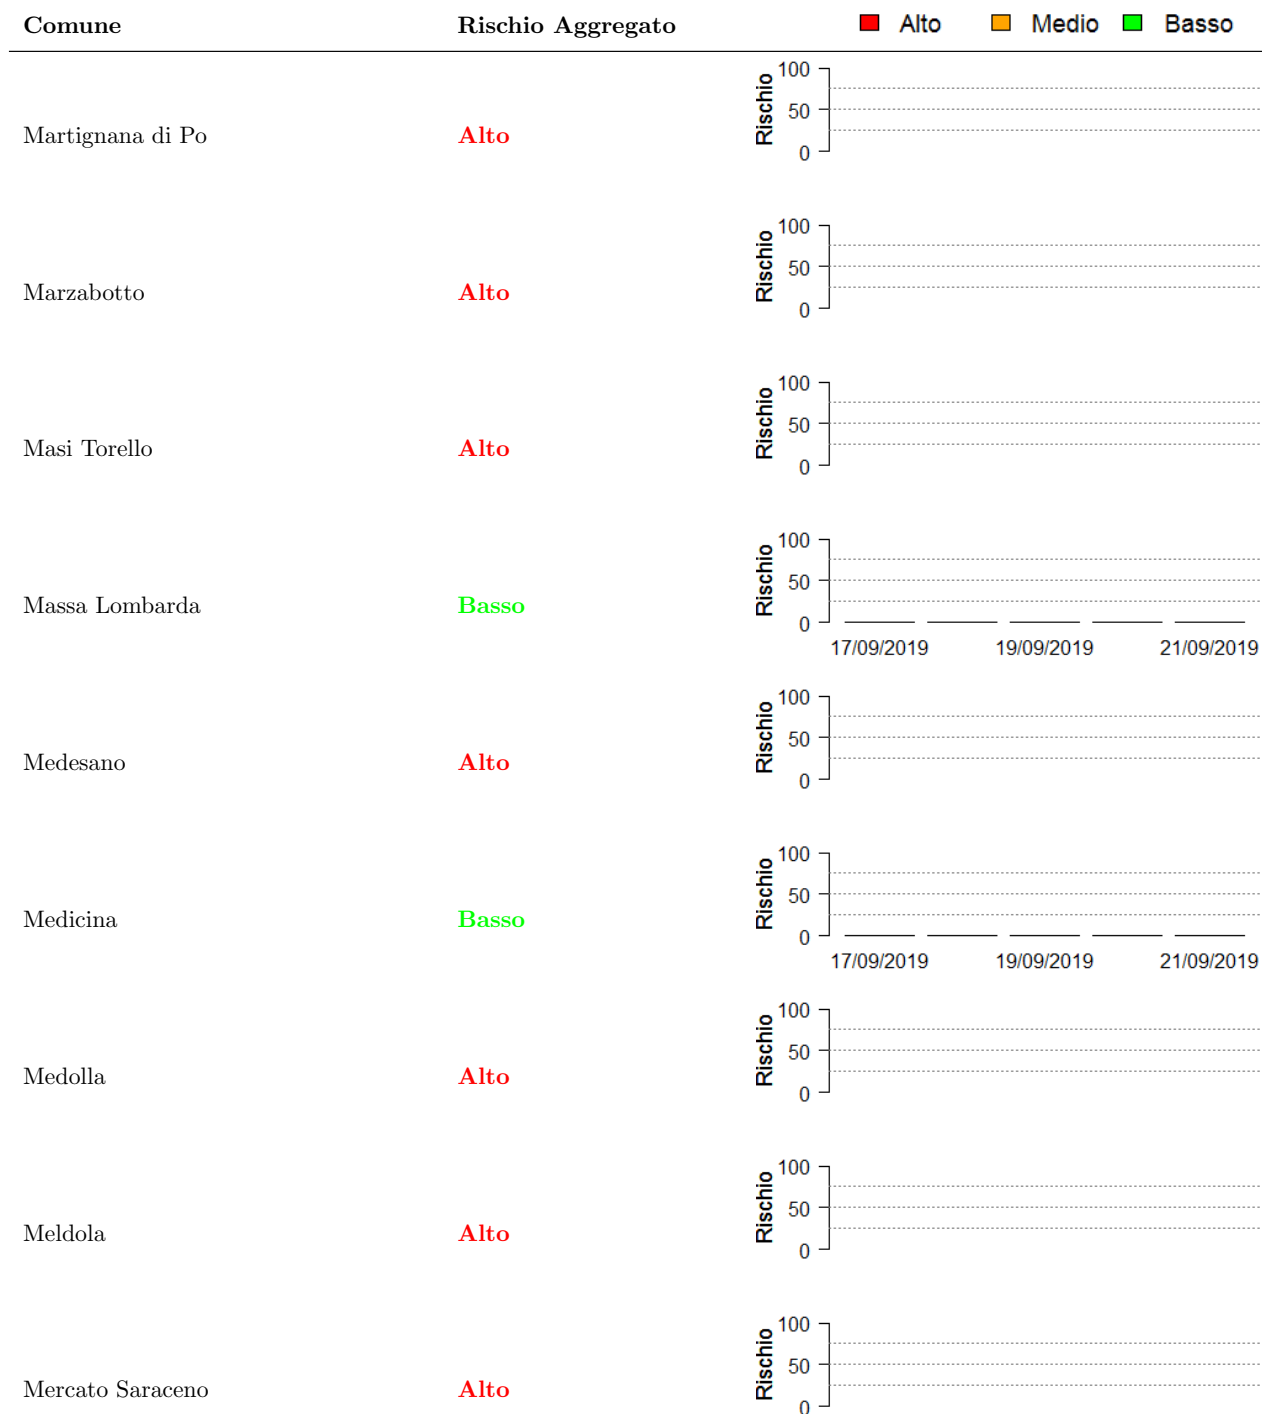 Comune Rischio Aggregato Alto Medio Basso
Martignana di Po Alto Rischio 100 50 0
Marzabotto Alto Rischio 100 50 0
Masi Torello Alto Rischio 100 50 0
Massa Lombarda Basso Rischio 100 50 0
17/09/2019 19/09/2019 21/09/2019
Medesano Alto Rischio 100 50 0
Medicina Basso Rischio 100 50 0
17/09/2019 19/09/2019 21/09/2019
Medolla Alto Rischio 100 50 0
Meldola Alto Rischio 100 50 0
Mercato Saraceno Alto Rischio 100 50 0